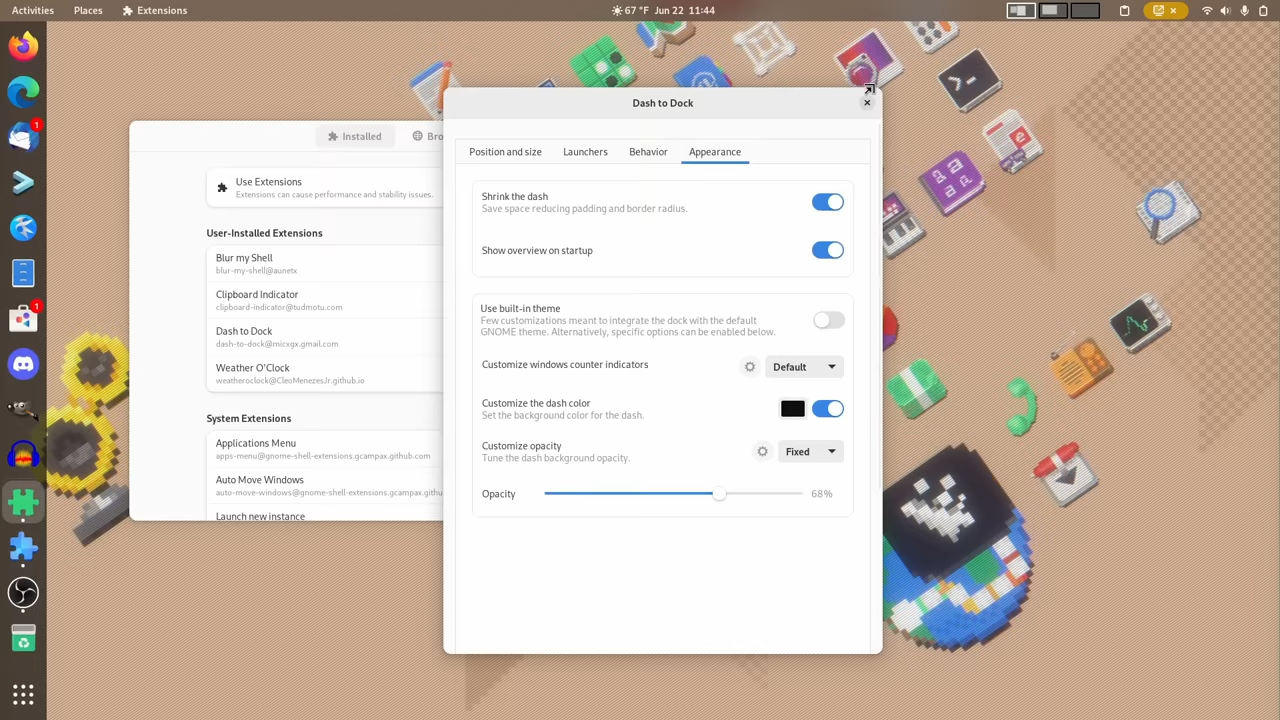 Activities Places Extensions 67 °F Jun 22 11:44
Dash to Dock
Installed
Bro
Position and size Launchers Behavior Appearance
Use Extensions
Extensions can cause performance and stability issues.
User-Installed Extensions
Blur my Shell
blur-my-shell@aunetx
Clipboard Indicator
clipboard-indicator@tudmotu.com
Dash to Dock
dash-to-dock@micxgx.gmail.com
Weather O'Clock
weatheroclock@CleoMenezesJr.github.io
System Extensions
Applications Menu
apps-menu@gnome-shell-extensions.gcampax.github.com
Auto Move Windows
auto-move-windows@gnome-shell-extensions.gcampax.githu
Launch new instance
Shrink the dash
Save space reducing padding and border radius.
Show overview on startup
Use built-in theme
Few customizations meant to integrate the dock with the default
GNOME theme. Alternatively, specific options can be enabled below.
Customize windows counter indicators Default
Customize the dash color
Set the background color for the dash.
Customize opacity Fixed
Tune the dash background opacity.
Opacity 68%
1
1